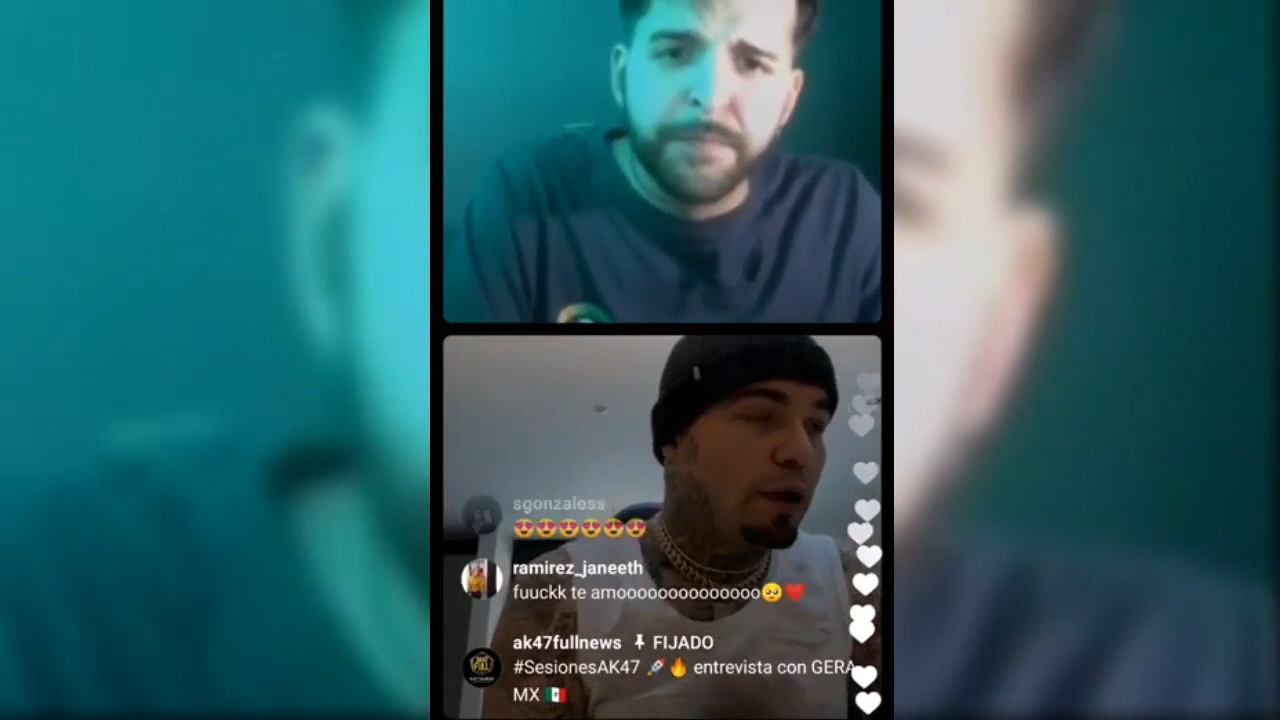 sgonzaless
😍😍😍😍😍😍
ramirez_janeeth
fuuckk te amoooooooooooooo🥺❤️
ak47fullnews 📌 FIJADO
#SesionesAK47 🚀🔥 entrevista con GERA
MX 🇲🇽